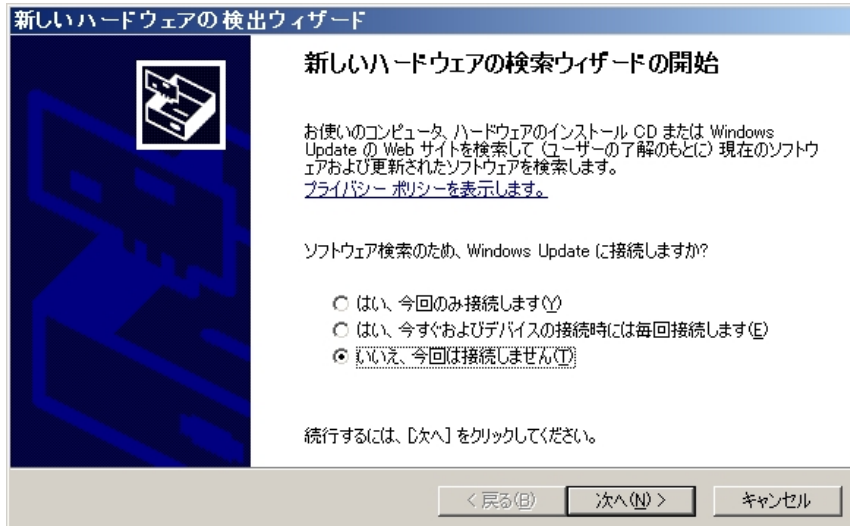 新しいハードウェアの検出ウィザード
新しいハードウェアの検索ウィザードの開始
お使いのコンピュータ、ハードウェアのインストール CD または Windows
Update の Web サイトを検索して (ユーザーの了解のもとに) 現在のソフトウ
ェアおよび更新されたソフトウェアを検索します。
プライバシー ポリシーを表示します。
ソフトウェア検索のため、Windows Update に接続しますか?
はい、今回のみ接続します(Y)
はい、今すぐおよびデバイスの接続時には毎回接続します(E)
いいえ、今回は接続しません(T)
続行するには、[次へ] をクリックしてください。
< 戻る(B)
次へ(N) >
キャンセル